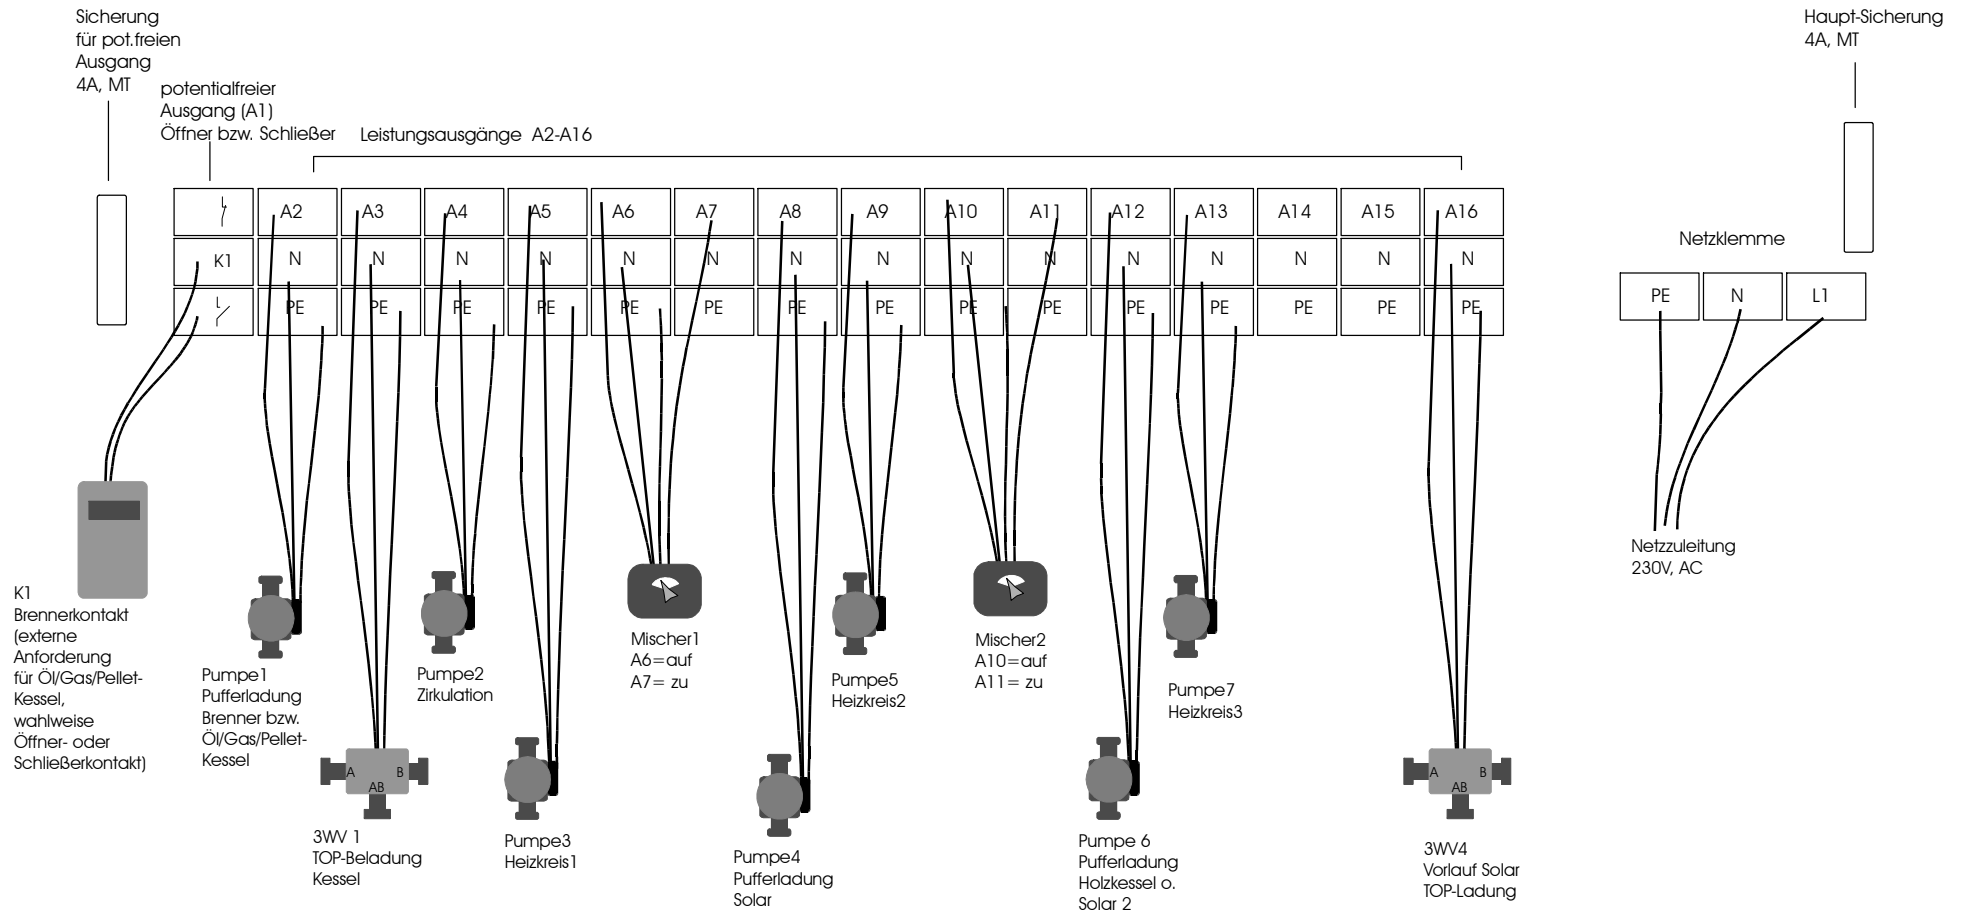 Sicherung
für pot.freien
Ausgang
4A, MT
potentialfreier
Ausgang (A1)
Öffner bzw. Schließer
Leistungsausgänge A2-A16
Haupt-Sicherung
4A, MT
A2 A3 A4 A5 A6 A7 A8 A9 A10 A11 A12 A13 A14 A15 A16
K1 N N N N N N N N N N N N N N N
PE PE PE PE PE PE PE PE PE PE PE PE PE PE PE
Netzklemme
PE N L1
Netzzuleitung
230V, AC
K1
Brennerkontakt
(externe
Anforderung
für Öl/Gas/Pellet-
Kessel,
wahlweise
Öffner- oder
Schließerkontakt)
Pumpe1
Pufferladung
Brenner bzw.
Öl/Gas/Pellet-
Kessel
A B
AB
3WV 1
TOP-Beladung
Kessel
Pumpe2
Zirkulation
Pumpe3
Heizkreis1
Mischer1
A6=auf
A7= zu
Pumpe4
Pufferladung
Solar
Pumpe5
Heizkreis2
Mischer2
A10=auf
A11= zu
Pumpe 6
Pufferladung
Holzkessel o.
Solar 2
Pumpe7
Heizkreis3
A B
AB
3WV4
Vorlauf Solar
TOP-Ladung